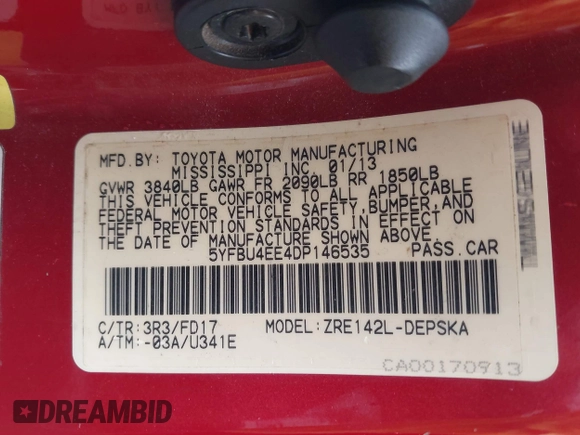 MFD.BY: TOYOTA MOTOR MANUFACTURING
MISSISSIPPI INC. 01/13
GVWR 3840LB GAWR FR 2090LB RR 1850LB
THIS VEHICLE CONFORMS TO ALL APPLICABLE
FEDERAL MOTOR VEHICLE SAFETY, BUMPER, AND
THEFT PREVENTION STANDARDS IN EFFECT ON
THE DATE OF MANUFACTURE SHOWN ABOVE.
5YFBU4EE4DP146535 PASS.CAR
C/TR:3R3/FD17 MODEL:ZRE142L-DEPSKA
A/TM:-03A/U341E
CA00170913
DREAMBID